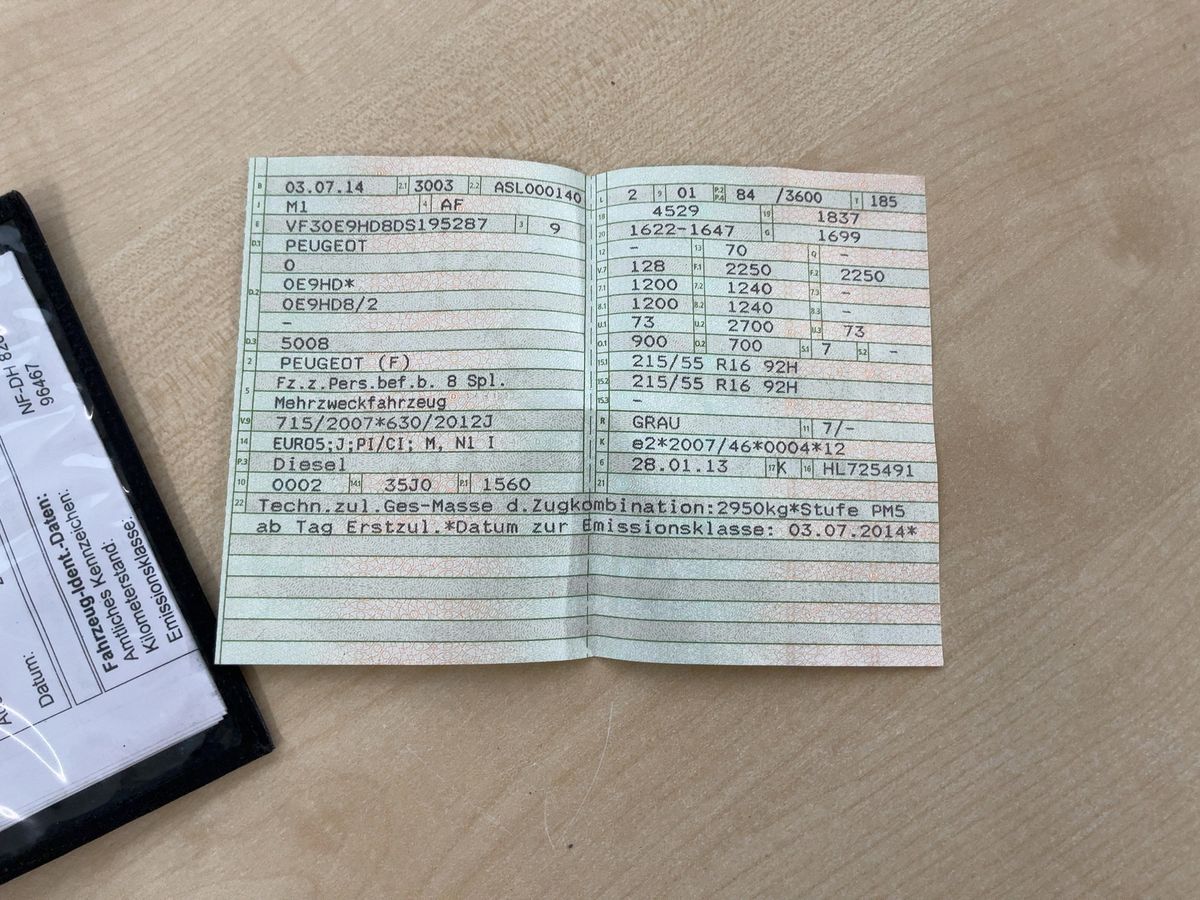 B 03.07.14 2.1 3003 2.2 ASL000140
J M1 4 AF
E VF30E9HD8DS195287 3 9
D.1 PEUGEOT
0
D.2 0E9HD*
0E9HD8/2
-
D.3 5008
2 PEUGEOT (F)
5 Fz.z.Pers.bef.b. 8 Spl.
Mehrzweckfahrzeug
V.9 715/2007*630/2012J
14 EURO5;J;PI/CI; M, N1 I
P.3 Diesel
10 0002 14.1 35J0 P.1 1560
L 2 9 01 P.2 P.4 84 /3600 T 185
18 4529 19 1837
20 1622-1647 G 1699
12 - 13 70 Q -
V.7 128 F.1 2250 F.2 2250
7.1 1200 7.2 1240 7.3 -
8.1 1200 8.2 1240 8.3 -
U.1 73 U.2 2700 U.3 73
O.1 900 O.2 700 S.1 7 S.2 -
15.1 215/55 R16 92H
15.2 215/55 R16 92H
15.3 -
R GRAU 11 7/-
K e2*2007/46*0004*12
6 28.01.13 17 K 16 HL725491
21
22 Techn.zul.Ges-Masse d.Zugkombination:2950kg*Stufe PM5
ab Tag Erstzul.*Datum zur Emissionsklasse: 03.07.2014*
NF-DH
96467
Fahrzeug-Ident.-Daten:
Amtliches Kennzeichen:
Kilometerstand:
Emissionsklasse:
Datum: